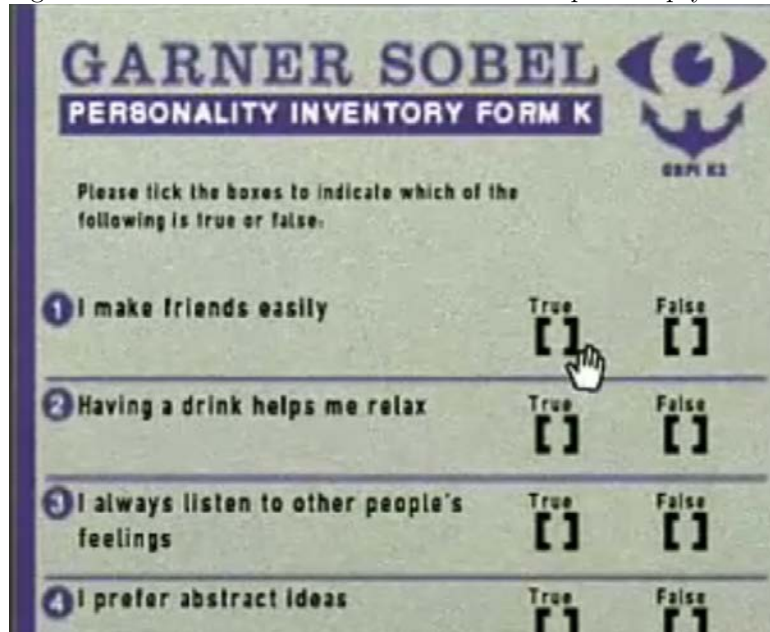 GARNER SOBEL
PERSONALITY INVENTORY FORM K
GSPI K2
Please tick the boxes to indicate which of the
following is true or false:
1 I make friends easily
True False
[ ] [ ]
2 Having a drink helps me relax
True False
[ ] [ ]
3 I always listen to other people's
feelings
True False
[ ] [ ]
4 I prefer abstract ideas
True False
[ ] [ ]